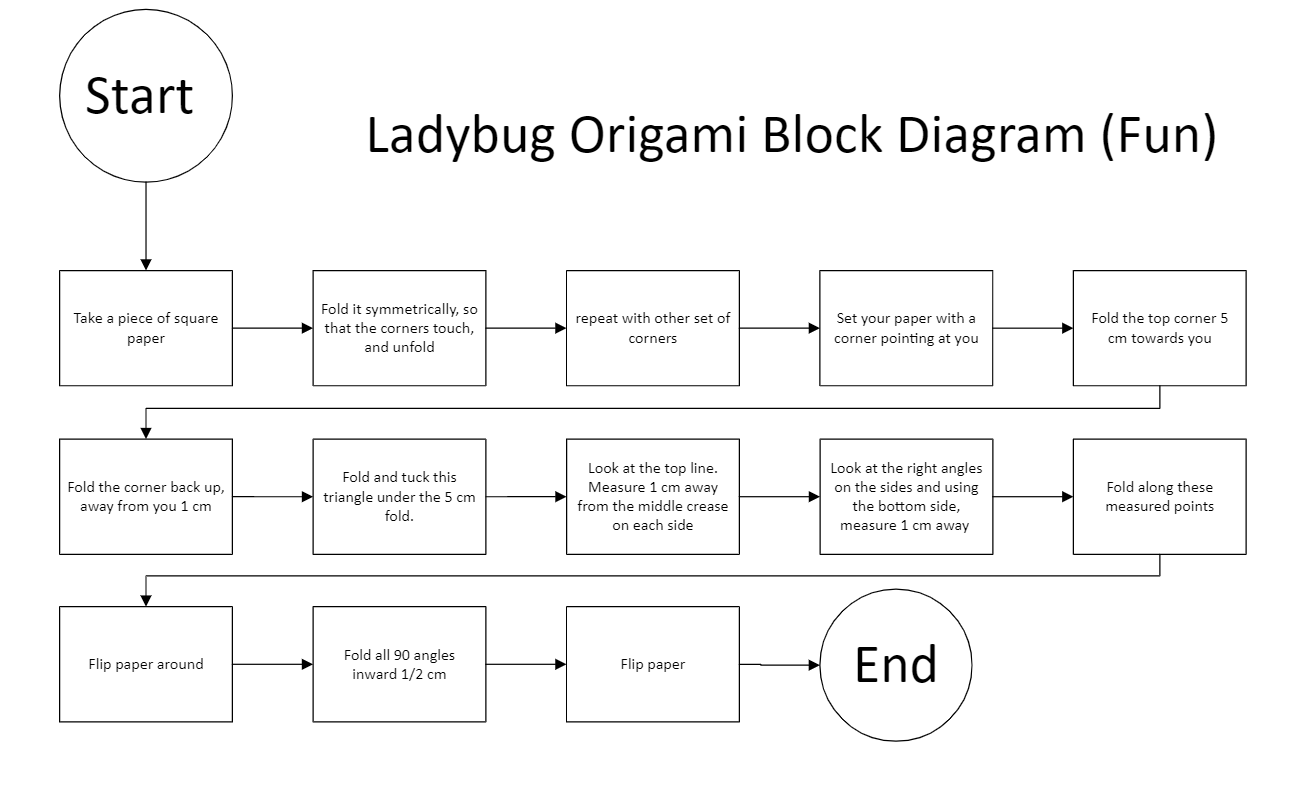 Start
Ladybug Origami Block Diagram (Fun)
Take a piece of square
paper
Fold it symmetrically, so
that the corners touch,
and unfold
repeat with other set of
corners
Set your paper with a
corner pointing at you
Fold the top corner 5
cm towards you
Fold the corner back up,
away from you 1 cm
Fold and tuck this
triangle under the 5 cm
fold.
Look at the top line.
Measure 1 cm away
from the middle crease
on each side
Look at the right angles
on the sides and using
the bottom side,
measure 1 cm away
Fold along these
measured points
Flip paper around
Fold all 90 angles
inward 1/2 cm
Flip paper
End